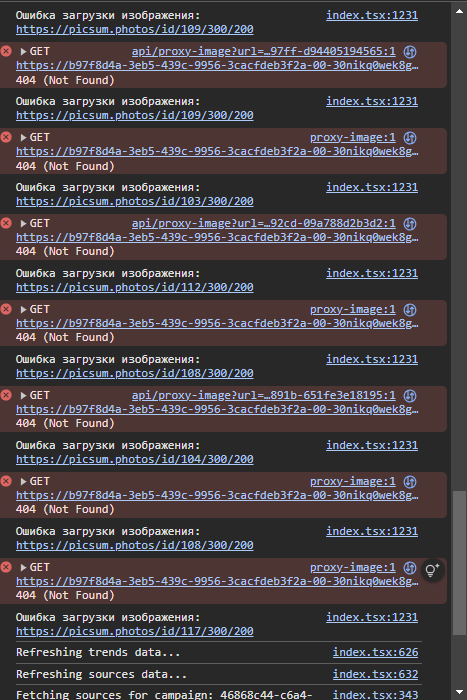 Ошибка загрузки изображения: index.tsx:1231
https://picsum.photos/id/109/300/200
GET api/proxy-image?url=…97ff-d94405194565:1
https://b97f8d4a-3eb5-439c-9956-3cacfdeb3f2a-00-30nikq0wek8g…
404 (Not Found)
Ошибка загрузки изображения: index.tsx:1231
https://picsum.photos/id/109/300/200
GET proxy-image:1
https://b97f8d4a-3eb5-439c-9956-3cacfdeb3f2a-00-30nikq0wek8g…
404 (Not Found)
Ошибка загрузки изображения: index.tsx:1231
https://picsum.photos/id/103/300/200
GET api/proxy-image?url=…92cd-09a788d2b3d2:1
https://b97f8d4a-3eb5-439c-9956-3cacfdeb3f2a-00-30nikq0wek8g…
404 (Not Found)
Ошибка загрузки изображения: index.tsx:1231
https://picsum.photos/id/112/300/200
GET proxy-image:1
https://b97f8d4a-3eb5-439c-9956-3cacfdeb3f2a-00-30nikq0wek8g…
404 (Not Found)
Ошибка загрузки изображения: index.tsx:1231
https://picsum.photos/id/108/300/200
GET api/proxy-image?url=…891b-651fe3e18195:1
https://b97f8d4a-3eb5-439c-9956-3cacfdeb3f2a-00-30nikq0wek8g…
404 (Not Found)
Ошибка загрузки изображения: index.tsx:1231
https://picsum.photos/id/104/300/200
GET proxy-image:1
https://b97f8d4a-3eb5-439c-9956-3cacfdeb3f2a-00-30nikq0wek8g…
404 (Not Found)
Ошибка загрузки изображения: index.tsx:1231
https://picsum.photos/id/108/300/200
GET proxy-image:1
https://b97f8d4a-3eb5-439c-9956-3cacfdeb3f2a-00-30nikq0wek8g…
404 (Not Found)
Ошибка загрузки изображения: index.tsx:1231
https://picsum.photos/id/117/300/200
Refreshing trends data... index.tsx:626
Refreshing sources data... index.tsx:632
Fetching sources for campaign: 46868c44-c6a4- index.tsx:343